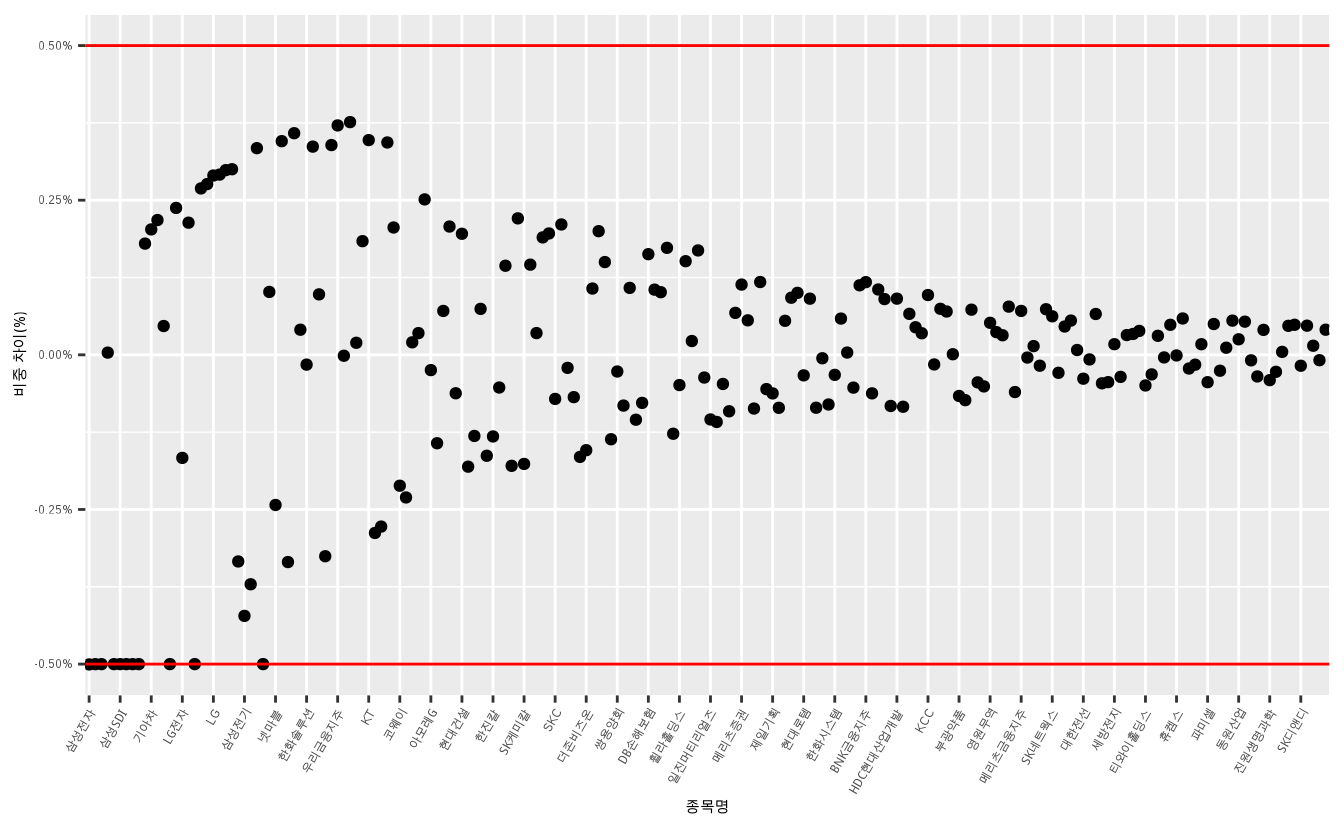 0.50%
0.25%
0.00%
-0.25%
-0.50%
비중 차이(%)
삼성전자
삼성SDI
기아차
LG전자
LG
삼성전기
넷마블
한화솔루션
우리금융지주
KT
코웨이
아모레G
현대건설
한진칼
SK케미칼
SKC
더존비즈온
쌍용양회
DB손해보험
휠라홀딩스
일진머티리얼즈
메리츠증권
제일기획
현대로템
한화시스템
BNK금융지주
HDC현대산업개발
KCC
부광약품
영원무역
메리츠금융지주
SK네트웍스
대한전선
세방전지
티와이홀딩스
휴켐스
파미셀
동원산업
진원생명과학
SK디앤디
종목명